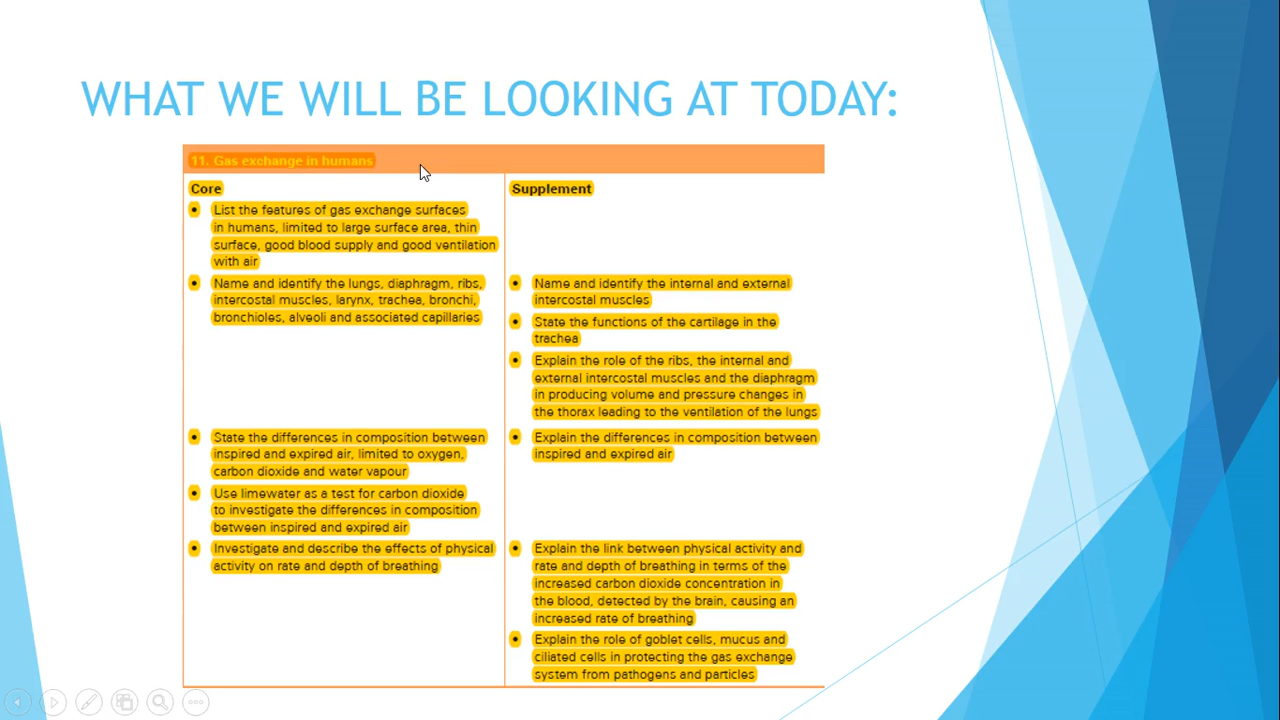 WHAT WE WILL BE LOOKING AT TODAY:
11. Gas exchange in humans
Core
• List the features of gas exchange surfaces
in humans, limited to large surface area, thin
surface, good blood supply and good ventilation
with air
• Name and identify the lungs, diaphragm, ribs,
intercostal muscles, larynx, trachea, bronchi,
bronchioles, alveoli and associated capillaries
• State the differences in composition between
inspired and expired air, limited to oxygen,
carbon dioxide and water vapour
• Use limewater as a test for carbon dioxide
to investigate the differences in composition
between inspired and expired air
• Investigate and describe the effects of physical
activity on rate and depth of breathing
Supplement
• Name and identify the internal and external
intercostal muscles
• State the functions of the cartilage in the
trachea
• Explain the role of the ribs, the internal and
external intercostal muscles and the diaphragm
in producing volume and pressure changes in
the thorax leading to the ventilation of the lungs
• Explain the differences in composition between
inspired and expired air
• Explain the link between physical activity and
rate and depth of breathing in terms of the
increased carbon dioxide concentration in
the blood, detected by the brain, causing an
increased rate of breathing
• Explain the role of goblet cells, mucus and
ciliated cells in protecting the gas exchange
system from pathogens and particles